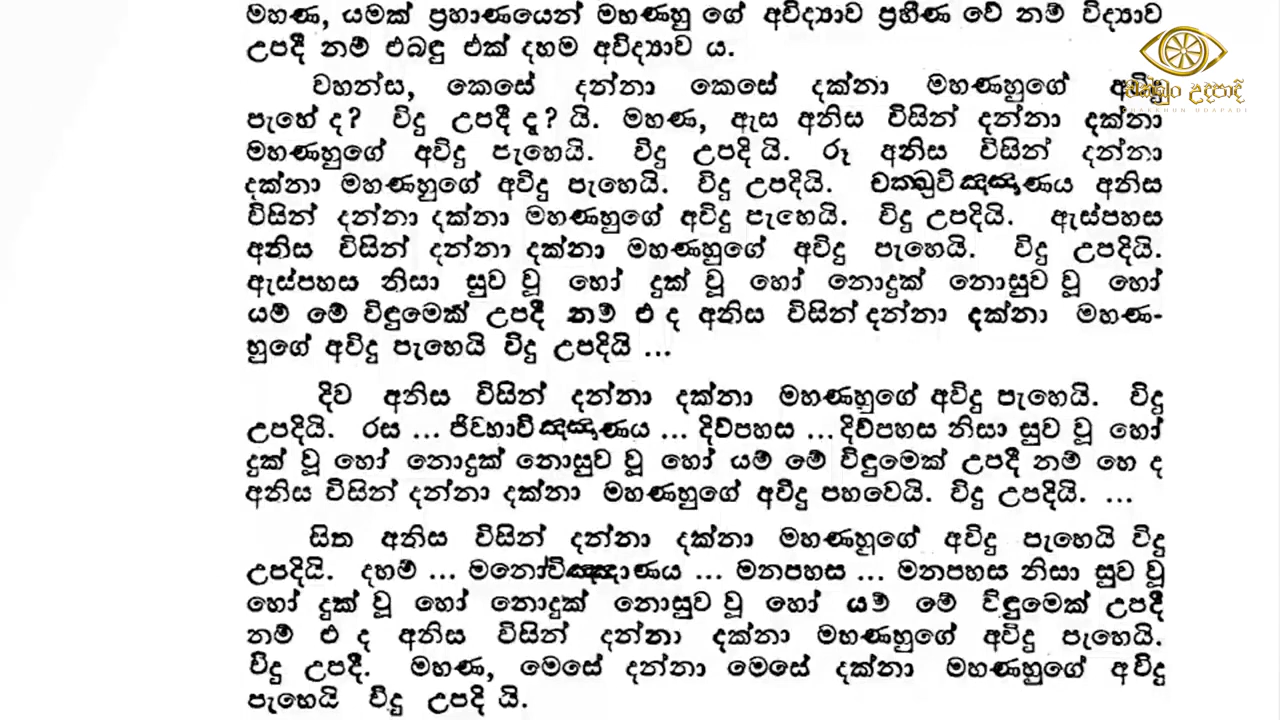 මහණ, යමක් ප්‍රහාණයෙන් මහණහු ගේ අවිද්‍යාව ප්‍රහීණ වේ නම් විද්‍යාව
උපදී නම් එබඳු එක් දහම අවිද්‍යාව ය.
වහන්ස, කෙසේ දන්නා කෙසේ දක්නා මහණහුගේ අවිදු
පැහේ ද? විදු උපදී දූ? යි. මහණ, ඇස අනිස විසින් දන්නා දක්නා
මහණහුගේ අවිදු පැහෙයි. විදු උපදි යි. රූ අනිස විසින් දන්නා
දක්නා මහණහුගේ අවිදු පැහෙයි. විදු උපදියි. චක්ඛුවිඤ්ඤාණය අනිස
විසින් දන්නා දක්නා මහණහුගේ අවිදු පැහෙයි. විදු උපදියි. ඇස්පහස
අනිස විසින් දන්නා දක්නා මහණහුගේ අවිදු පැහෙයි. විදු උපදියි.
ඇස්පහස නිසා සුව වූ හෝ දුක් වූ හෝ නොදුක් නොසුව වූ හෝ
යම් මේ විඳුමෙක් උපදී නම් එ ද අනිස විසින් දන්නා දක්නා මහණ-
හුගේ අවිදු පැහෙයි විදු උපදියි ...
දිව අනිස විසින් දන්නා දක්නා මහණහුගේ අවිදු පැහෙයි. විදු
උපදියි. රස ... ජිව්හාවිඤ්ඤාණය ... දිව්පහස ... දිව්පහස නිසා සුව වූ හෝ
දුක් වූ හෝ නොදුක් නොසුව වූ හෝ යම් මේ විඳුමෙක් උපදී නම් හෙ ද
අනිස විසින් දන්නා දක්නා මහණහුගේ අවිදු පහවෙයි. විදු උපදියි. ...
සිත අනිස විසින් දන්නා දක්නා මහණහුගේ අවිදු පැහෙයි විදු
උපදියි. දහම් ... මනෝවිඤ්ඤාණය ... මනපහස ... මනපහස නිසා සුව වූ
හෝ දුක් වූ හෝ නොදුක් නොසුව වූ හෝ යම් මේ විඳුමෙක් උපදී
නම් එ ද අනිස විසින් දන්නා දක්නා මහණහුගේ අවිදු පැහෙයි.
විදු උපදී. මහණ, මෙසේ දන්නා මෙසේ දක්නා මහණහුගේ අවිදු
පැහෙයි විදු උපදි යි.
චක්ඛුං උදපාදි